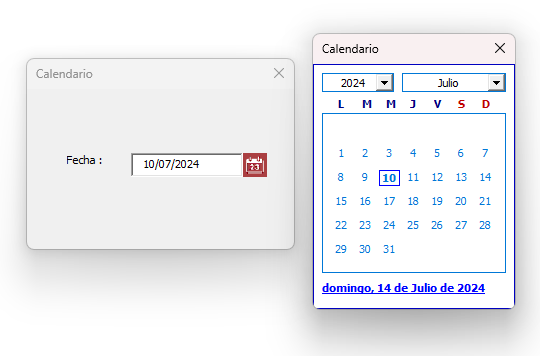 Calendario
Fecha :
10/07/2024
23
Calendario
2024 Julio
L M M J V S D
1 2 3 4 5 6 7
8 9 10 11 12 13 14
15 16 17 18 19 20 21
22 23 24 25 26 27 28
29 30 31
domingo, 14 de Julio de 2024